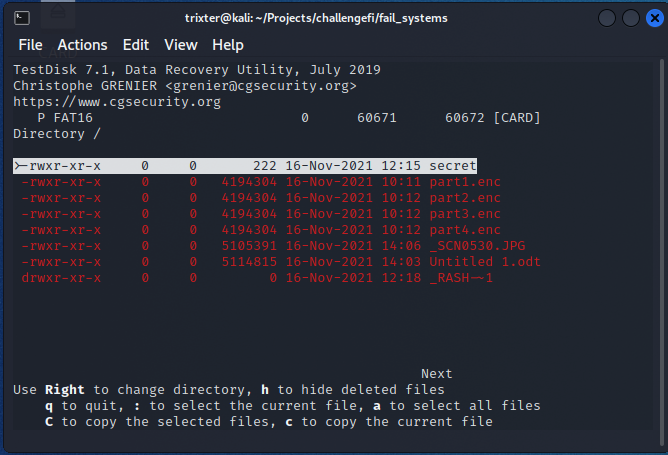 trixter@kali: ~/Projects/challengefi/fail_systems
File Actions Edit View Help
TestDisk 7.1, Data Recovery Utility, July 2019
Christophe GRENIER <grenier@cgsecurity.org>
https://www.cgsecurity.org
P FAT16 0 60671 60672 [CARD]
Directory /
>-rwxr-xr-x 0 0 222 16-Nov-2021 12:15 secret
-rwxr-xr-x 0 0 4194304 16-Nov-2021 10:11 part1.enc
-rwxr-xr-x 0 0 4194304 16-Nov-2021 10:12 part2.enc
-rwxr-xr-x 0 0 4194304 16-Nov-2021 10:12 part3.enc
-rwxr-xr-x 0 0 4194304 16-Nov-2021 10:12 part4.enc
-rwxr-xr-x 0 0 5105391 16-Nov-2021 14:06 _SCN0530.JPG
-rwxr-xr-x 0 0 5114815 16-Nov-2021 14:03 Untitled 1.odt
drwxr-xr-x 0 0 0 16-Nov-2021 12:18 _RASH~~1
Next
Use Right to change directory, h to hide deleted files
q to quit, : to select the current file, a to select all files
C to copy the selected files, c to copy the current file